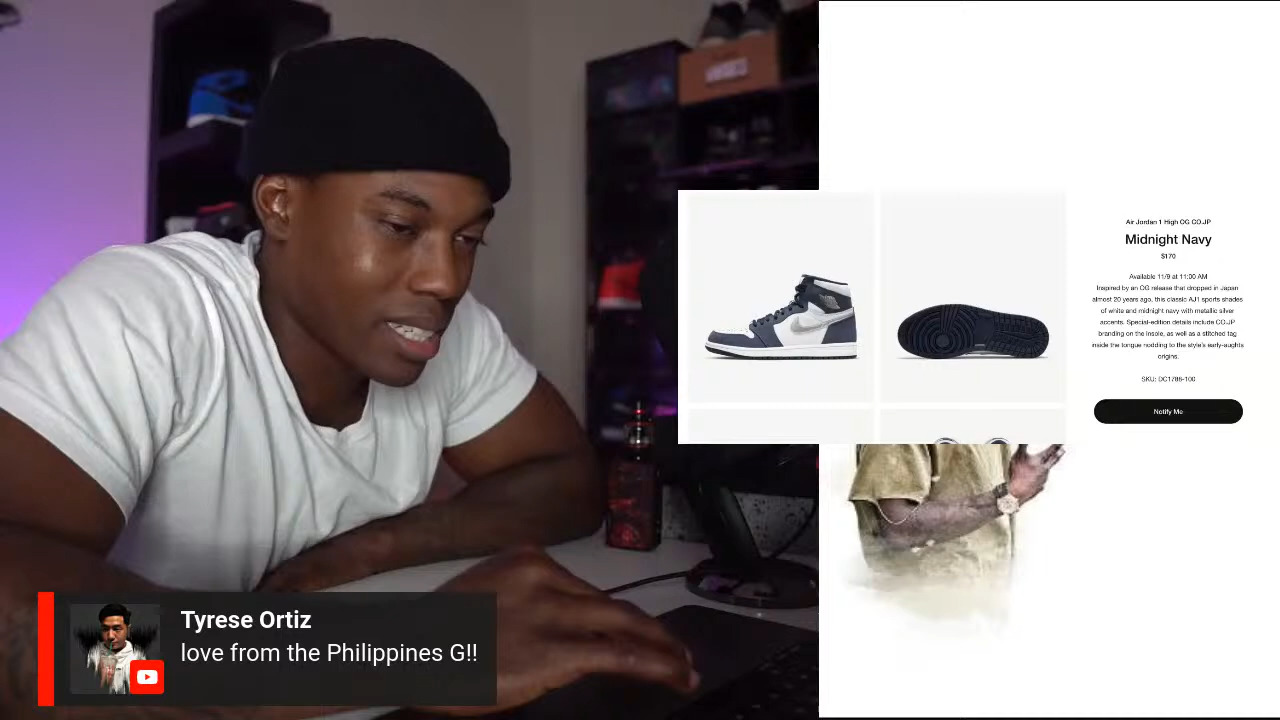 Air Jordan 1 High OG CO.JP
Midnight Navy
$170
Available 11/9 at 11:00 AM
Inspired by an OG release that dropped in Japan
almost 20 years ago, this classic AJ1 sports shades
of white and midnight navy with metallic silver
accents. Special-edition details include CO.JP
branding on the insole, as well as a stitched tag
inside the tongue nodding to the style's early-aughts
origins.
SKU: DC1788-100
Notify Me
Tyrese Ortiz
love from the Philippines G!!